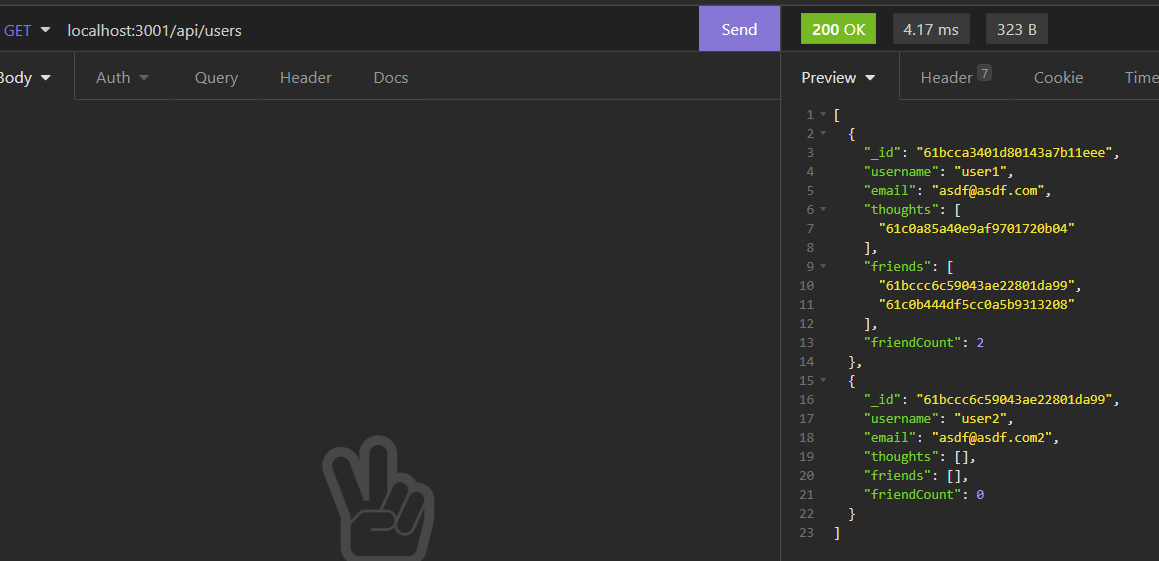 GET localhost:3001/api/users Send 200 OK 4.17 ms 323 B
Body Auth Query Header Docs Preview Header 7 Cookie Time
1 [
2 {
3 "_id": "61bcca3401d80143a7b11eee",
4 "username": "user1",
5 "email": "asdf@asdf.com",
6 "thoughts": [
7 "61c0a85a40e9af9701720b04"
8 ],
9 "friends": [
10 "61bccc6c59043ae22801da99",
11 "61c0b444df5cc0a5b9313208"
12 ],
13 "friendCount": 2
14 },
15 {
16 "_id": "61bccc6c59043ae22801da99",
17 "username": "user2",
18 "email": "asdf@asdf.com2",
19 "thoughts": [],
20 "friends": [],
21 "friendCount": 0
22 }
23 ]